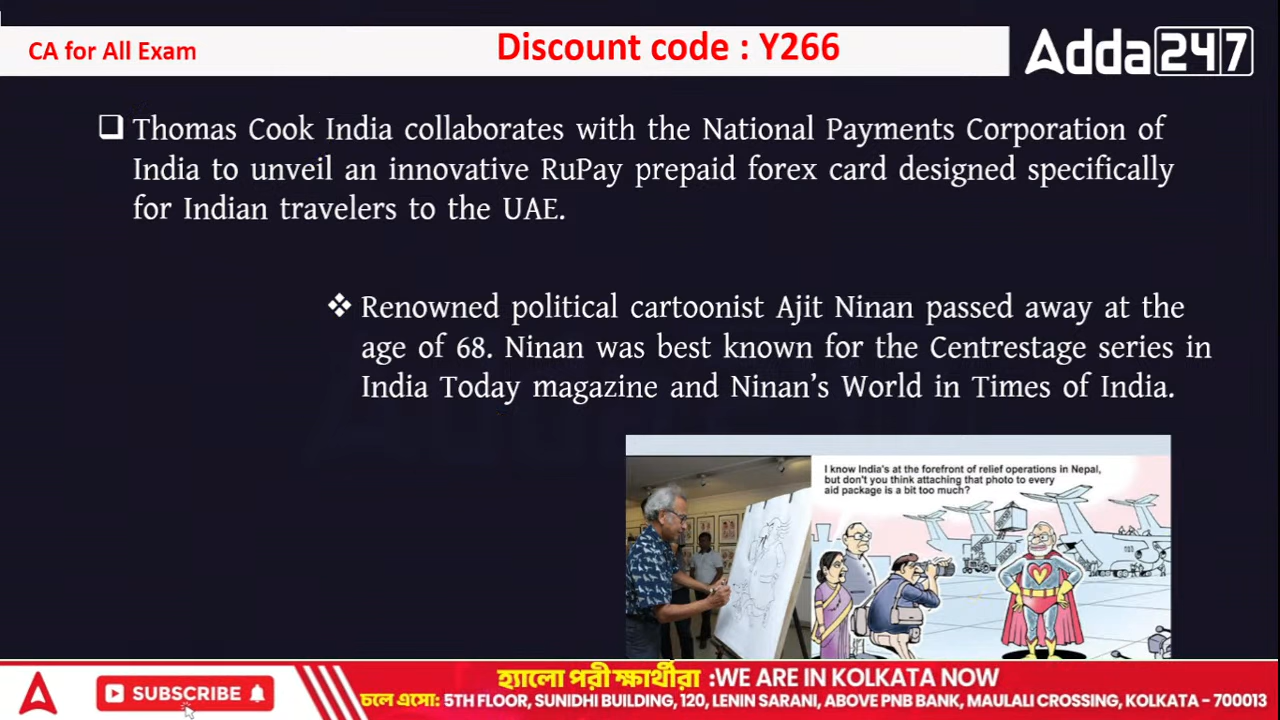 CA for All Exam
Discount code : Y266
Adda247
Thomas Cook India collaborates with the National Payments Corporation of
India to unveil an innovative RuPay prepaid forex card designed specifically
for Indian travelers to the UAE.
Renowned political cartoonist Ajit Ninan passed away at the
age of 68. Ninan was best known for the Centrestage series in
India Today magazine and Ninan's World in Times of India.
I know India's at the forefront of relief operations in Nepal,
but don't you think attaching that photo to every
aid package is a bit too much?
SUBSCRIBE
হ্যালো পরীক্ষার্থীরা :WE ARE IN KOLKATA NOW
চলে এসো: 5TH FLOOR, SUNIDHI BUILDING, 120, LENIN SARANI, ABOVE PNB BANK, MAULALI CROSSING, KOLKATA - 700013